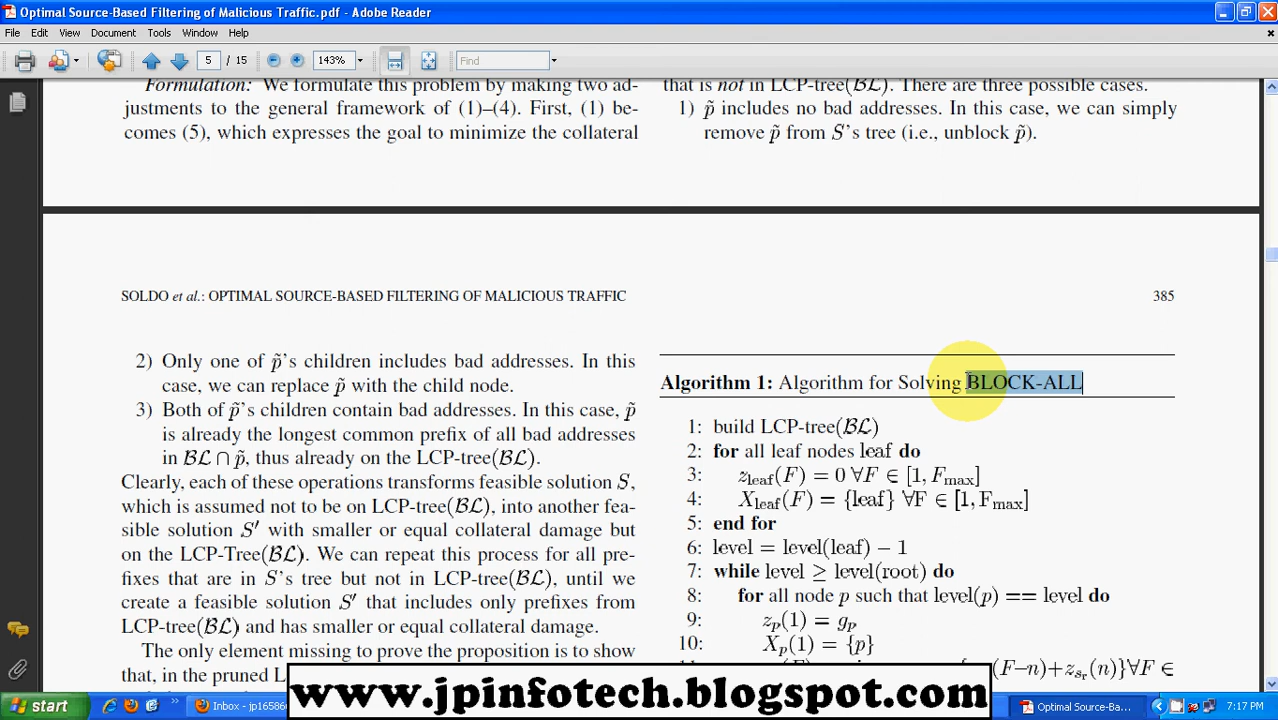 Optimal Source-Based Filtering of Malicious Traffic.pdf - Adobe Reader
File Edit View Document Tools Window Help
5 / 15 143% Find
Formulation: We formulate this problem by making two ad-
justments to the general framework of (1)–(4). First, (1) be-
comes (5), which expresses the goal to minimize the collateral
that is not in LCP-tree(BL). There are three possible cases.
1) p̃ includes no bad addresses. In this case, we can simply
remove p̃ from S's tree (i.e., unblock p̃).
SOLDO et al.: OPTIMAL SOURCE-BASED FILTERING OF MALICIOUS TRAFFIC
385
2) Only one of p̃'s children includes bad addresses. In this
case, we can replace p̃ with the child node.
3) Both of p̃'s children contain bad addresses. In this case, p̃
is already the longest common prefix of all bad addresses
in BL ∩ p̃, thus already on the LCP-tree(BL).
Clearly, each of these operations transforms feasible solution S,
which is assumed not to be on LCP-tree(BL), into another fea-
sible solution S′ with smaller or equal collateral damage but
on the LCP-Tree(BL). We can repeat this process for all pre-
fixes that are in S's tree but not in LCP-tree(BL), until we
create a feasible solution S′ that includes only prefixes from
LCP-tree(BL) and has smaller or equal collateral damage.
The only element missing to prove the proposition is to show
that, in the pruned L
Algorithm 1: Algorithm for Solving BLOCK-ALL
1: build LCP-tree(BL)
2: for all leaf nodes leaf do
3: z_leaf(F) = 0 ∀F ∈ [1, F_max]
4: X_leaf(F) = {leaf} ∀F ∈ [1, F_max]
5: end for
6: level = level(leaf) − 1
7: while level ≥ level(root) do
8: for all node p such that level(p) == level do
9: z_p(1) = g_p
10: X_p(1) = {p}
(F−n)+z_sr(n)}∀F ∈
www.jpinfotech.blogspot.com
start
Inbox - jp16586
Optimal Source-Ba...
7:17 PM